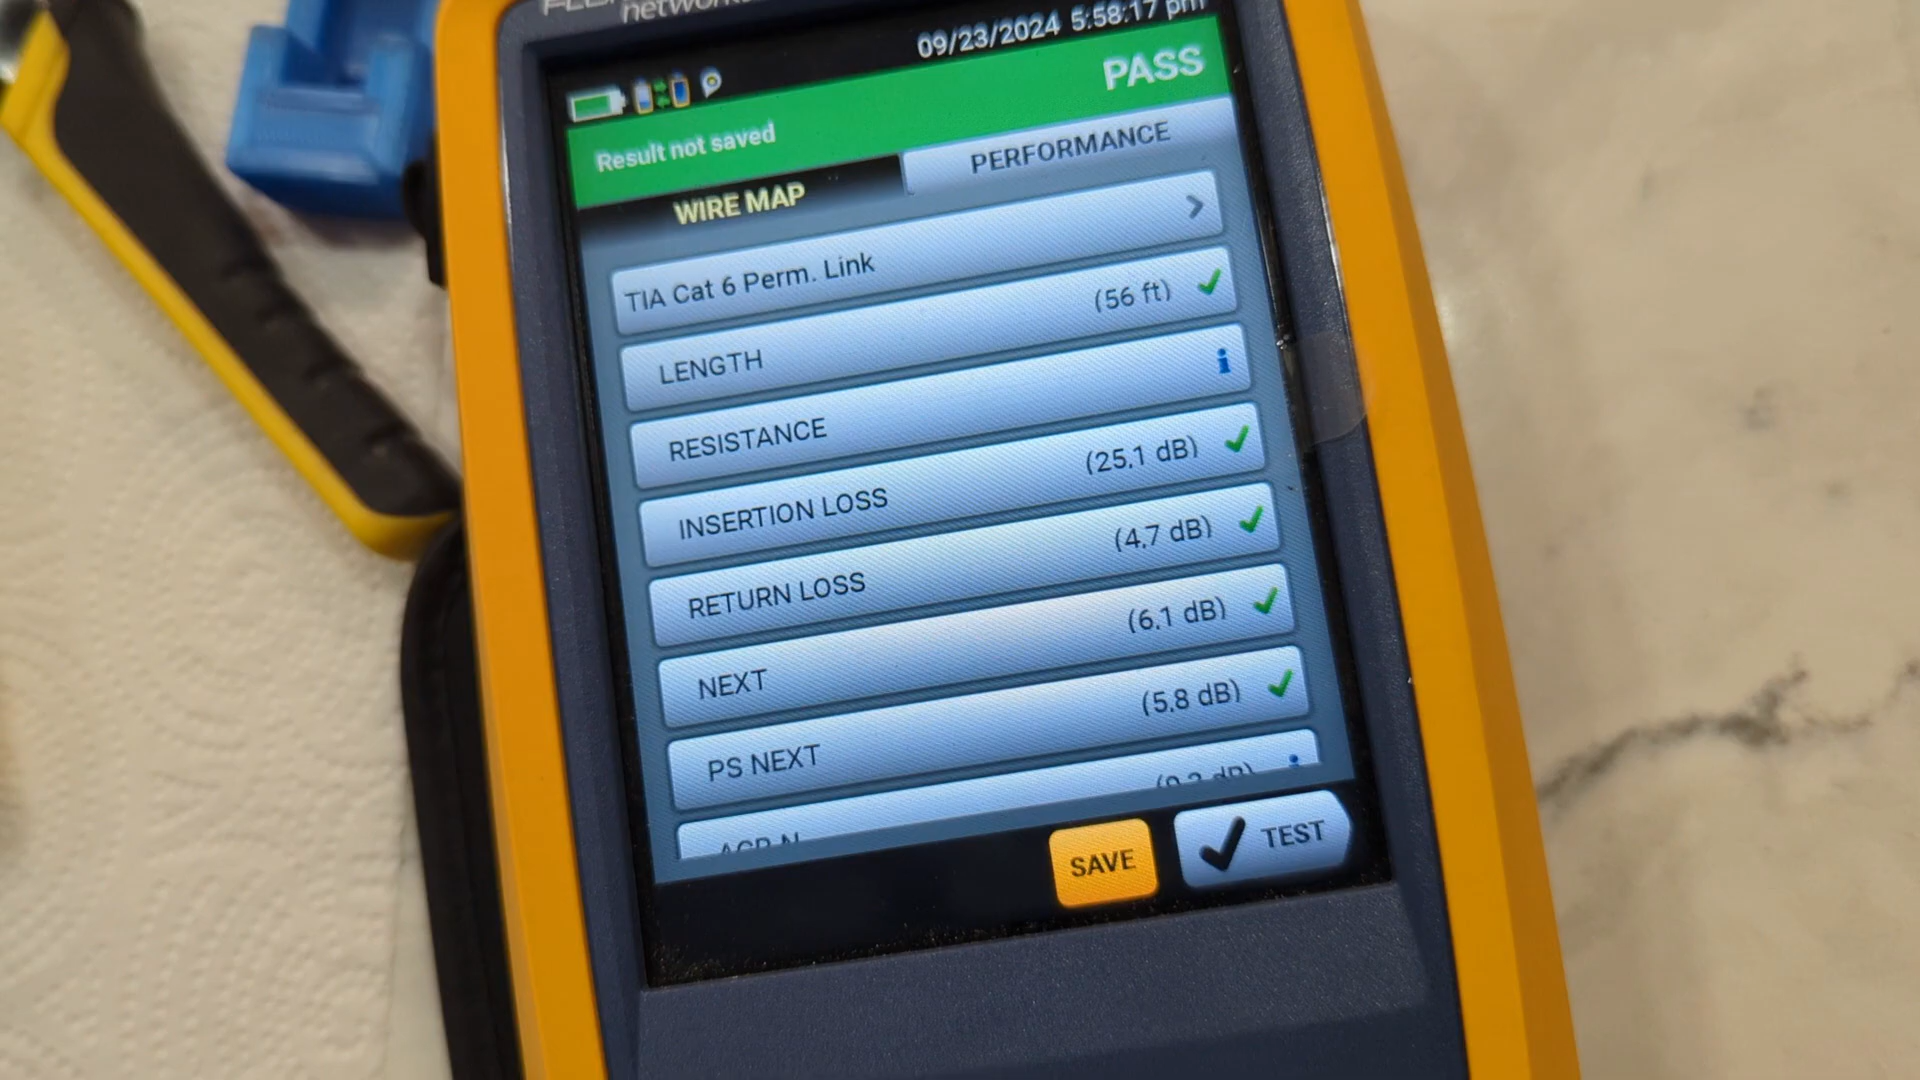 networks
09/23/2024 5:58:17 pm
PASS
Result not saved
WIRE MAP
PERFORMANCE
TIA Cat 6 Perm. Link
LENGTH (56 ft)
RESISTANCE i
INSERTION LOSS (25.1 dB)
RETURN LOSS (4.7 dB)
NEXT (6.1 dB)
PS NEXT (5.8 dB)
SAVE
TEST